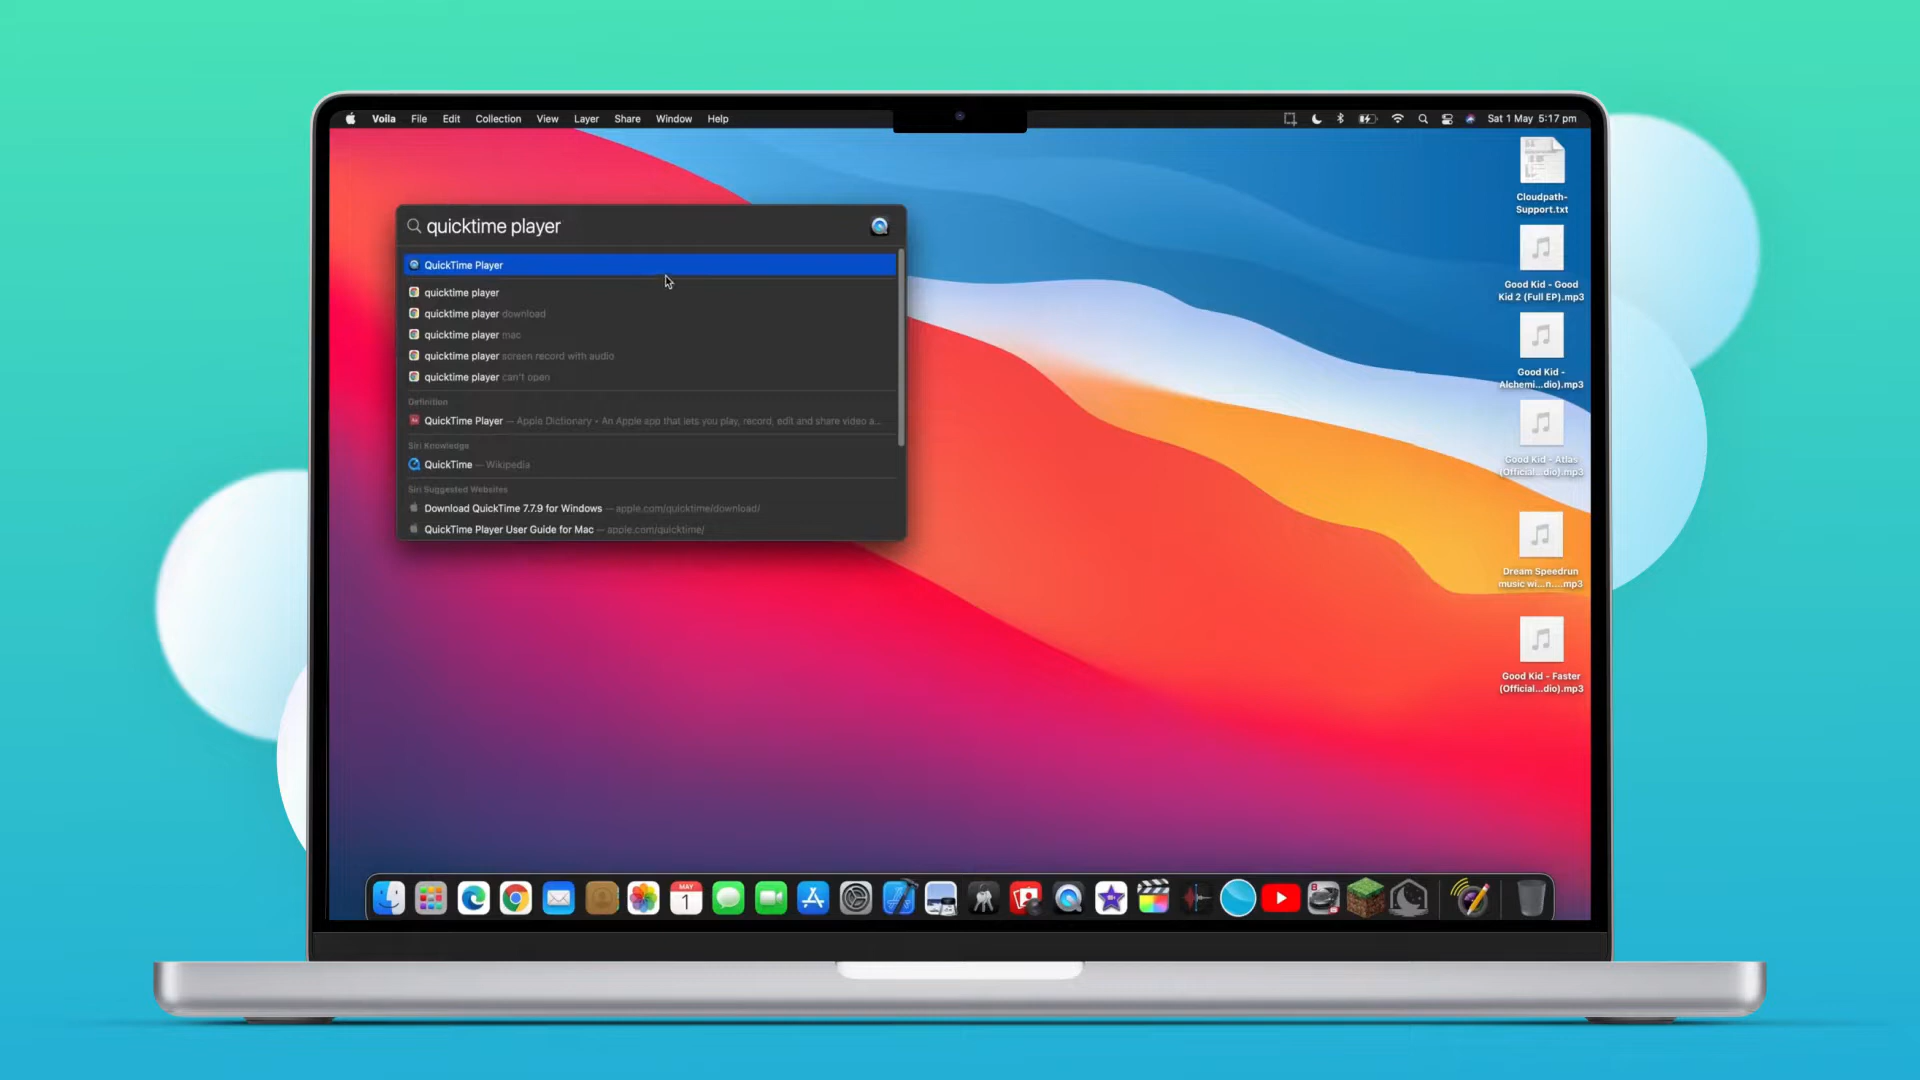 Voila File Edit Collection View Layer Share Window Help
Sat 1 May 5:17 pm
quicktime player
QuickTime Player
quicktime player
quicktime player download
quicktime player mac
quicktime player screen record with audio
quicktime player can't open
Definition
QuickTime Player — Apple Dictionary • An Apple app that lets you play, record, edit and share video a...
Siri Knowledge
QuickTime — Wikipedia
Siri Suggested Websites
Download QuickTime 7.7.9 for Windows — apple.com/quicktime/download/
QuickTime Player User Guide for Mac — apple.com/quicktime/
Cloudpath-
Support.txt
Good Kid - Good
Kid 2 (Full EP).mp3
Good Kid -
Alchemi...dio).mp3
Good Kid - Atlas
(Official...dio).mp3
Dream Speedrun
music wi...n....mp3
Good Kid - Faster
(Official...dio).mp3
MAY
1